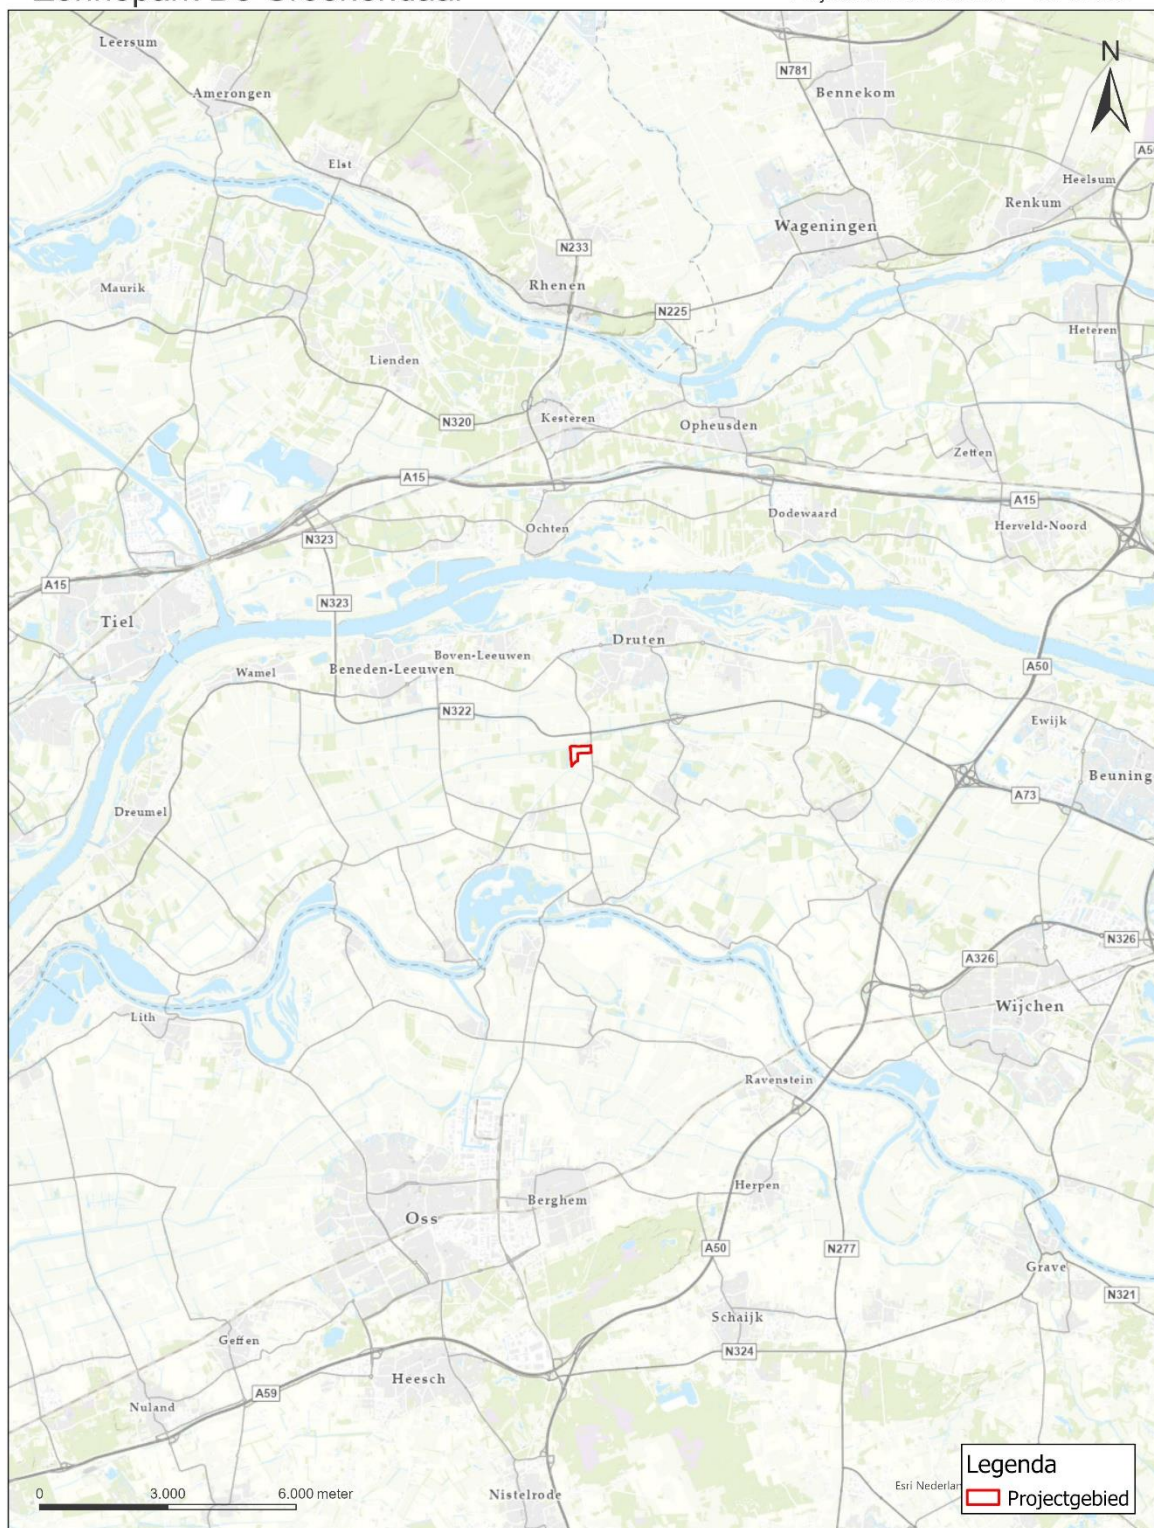 Leersum
N781
N
Amerongen
Bennekom
Elst
Heelsum
Renkum
Wageningen
N233
Rhenen
Maurik
N225
Heteren
Lienden
N320
Kesteren
Opheusden
Zetten
A15
A15
Dodewaard
Ochten
Herveld-Noord
N323
A15
N323
Tiel
Druten
Boven-Leeuwen
Beneden-Leeuwen
Wamel
A50
N322
Ewijk
Beuning
A73
Dreumel
N326
A326
Wijchen
Lith
Ravenstein
Herpen
Berghem
Oss
A50
N277
Grave
N321
Schaijk
Geffen
N324
Heesch
A59
Nuland
Legenda
0 3.000 6.000 meter
Esri Nederlan
Projectgebied
Nistelrode